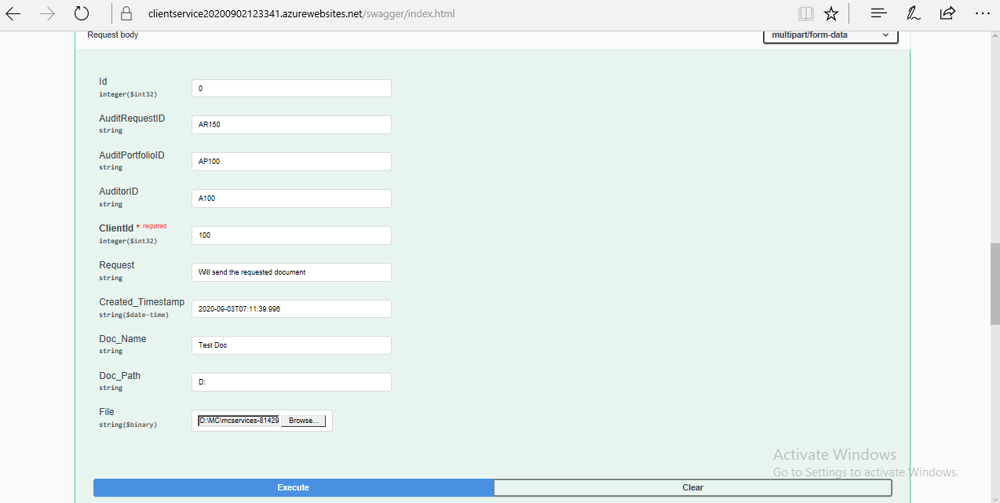 clientservice20200902123341.azurewebsites.net/swagger/index.html
Request body
multipart/form-data
Id
integer($int32)
0
AuditRequestID
string
AR150
AuditPortfolioID
string
AP100
AuditorID
string
A100
ClientId * required
integer($int32)
100
Request
string
Will send the requested document
Created_Timestamp
string($date-time)
2020-09-03T07:11:39.996
Doc_Name
string
Test Doc
Doc_Path
string
D:
File
string($binary)
D:\MC\mcservices-81429
Browse...
Activate Windows
Go to Settings to activate Windows.
Execute
Clear